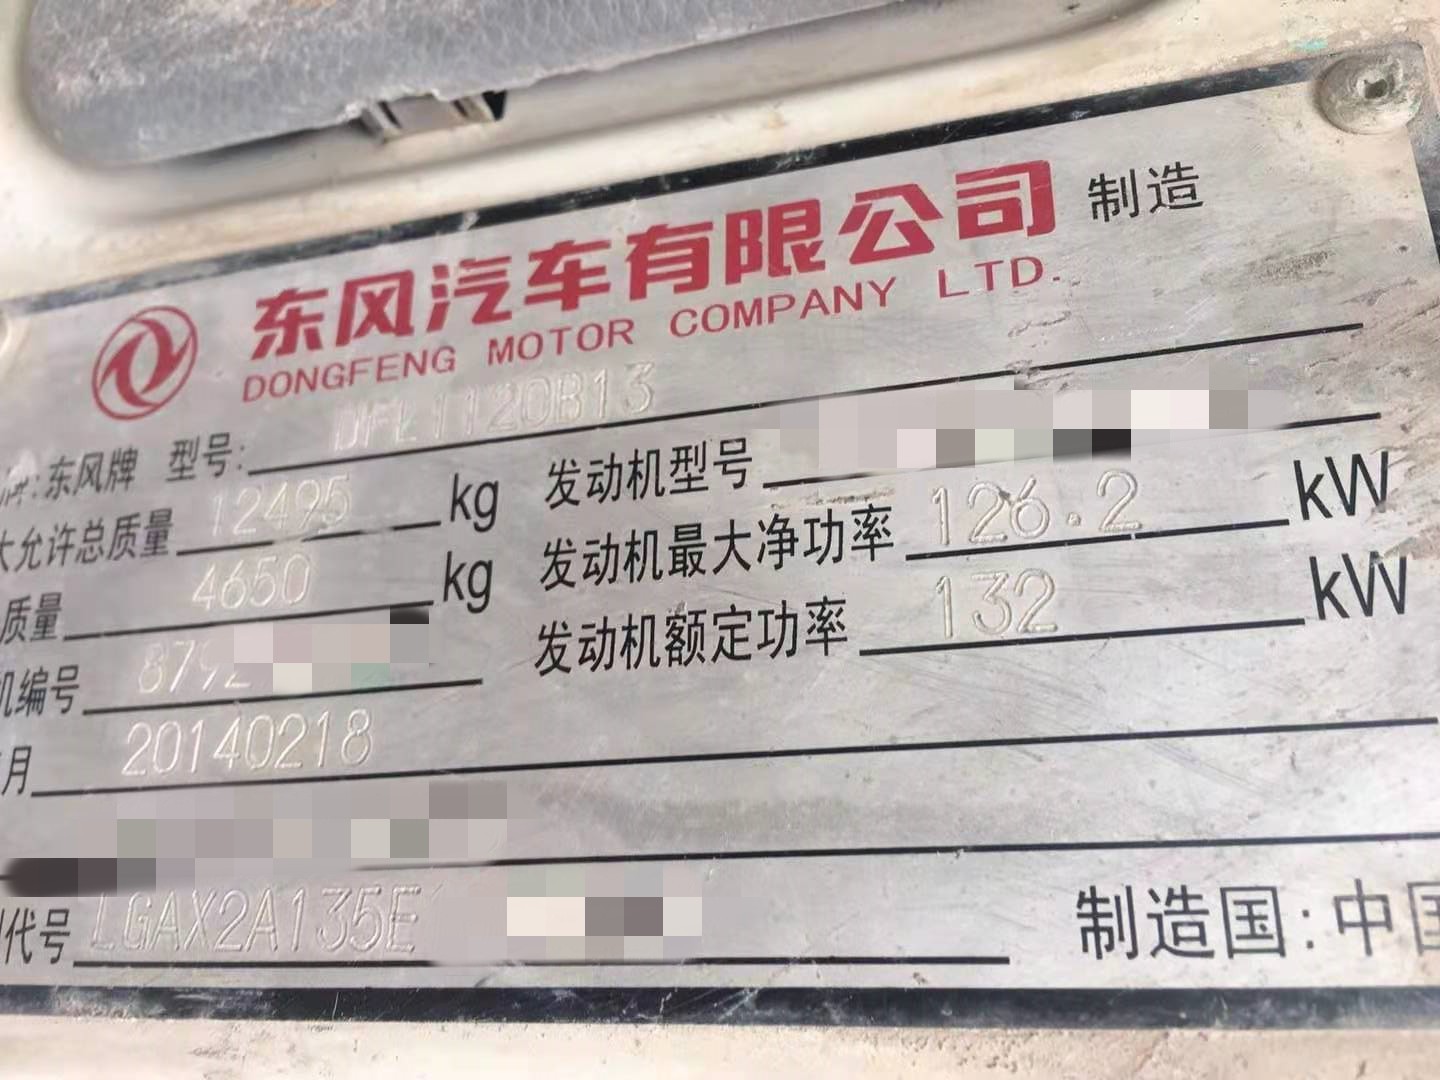 东风汽车有限公司 制造
DONGFENG MOTOR COMPANY LTD.
牌:东风牌 型号: DFL1120B13
大允许总质量 12495 kg 发动机型号
质量 4650 kg 发动机最大净功率 126.2 kW
机编号 879 发动机额定功率 132 kW
月 20140218
代号 LGAX2A135E 制造国:中国